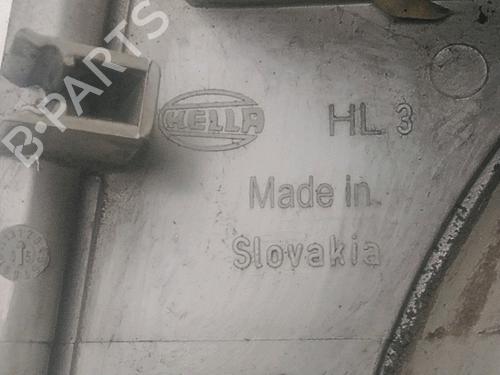 B-PARTS
HELLA
HL 3
Made in
Slovakia